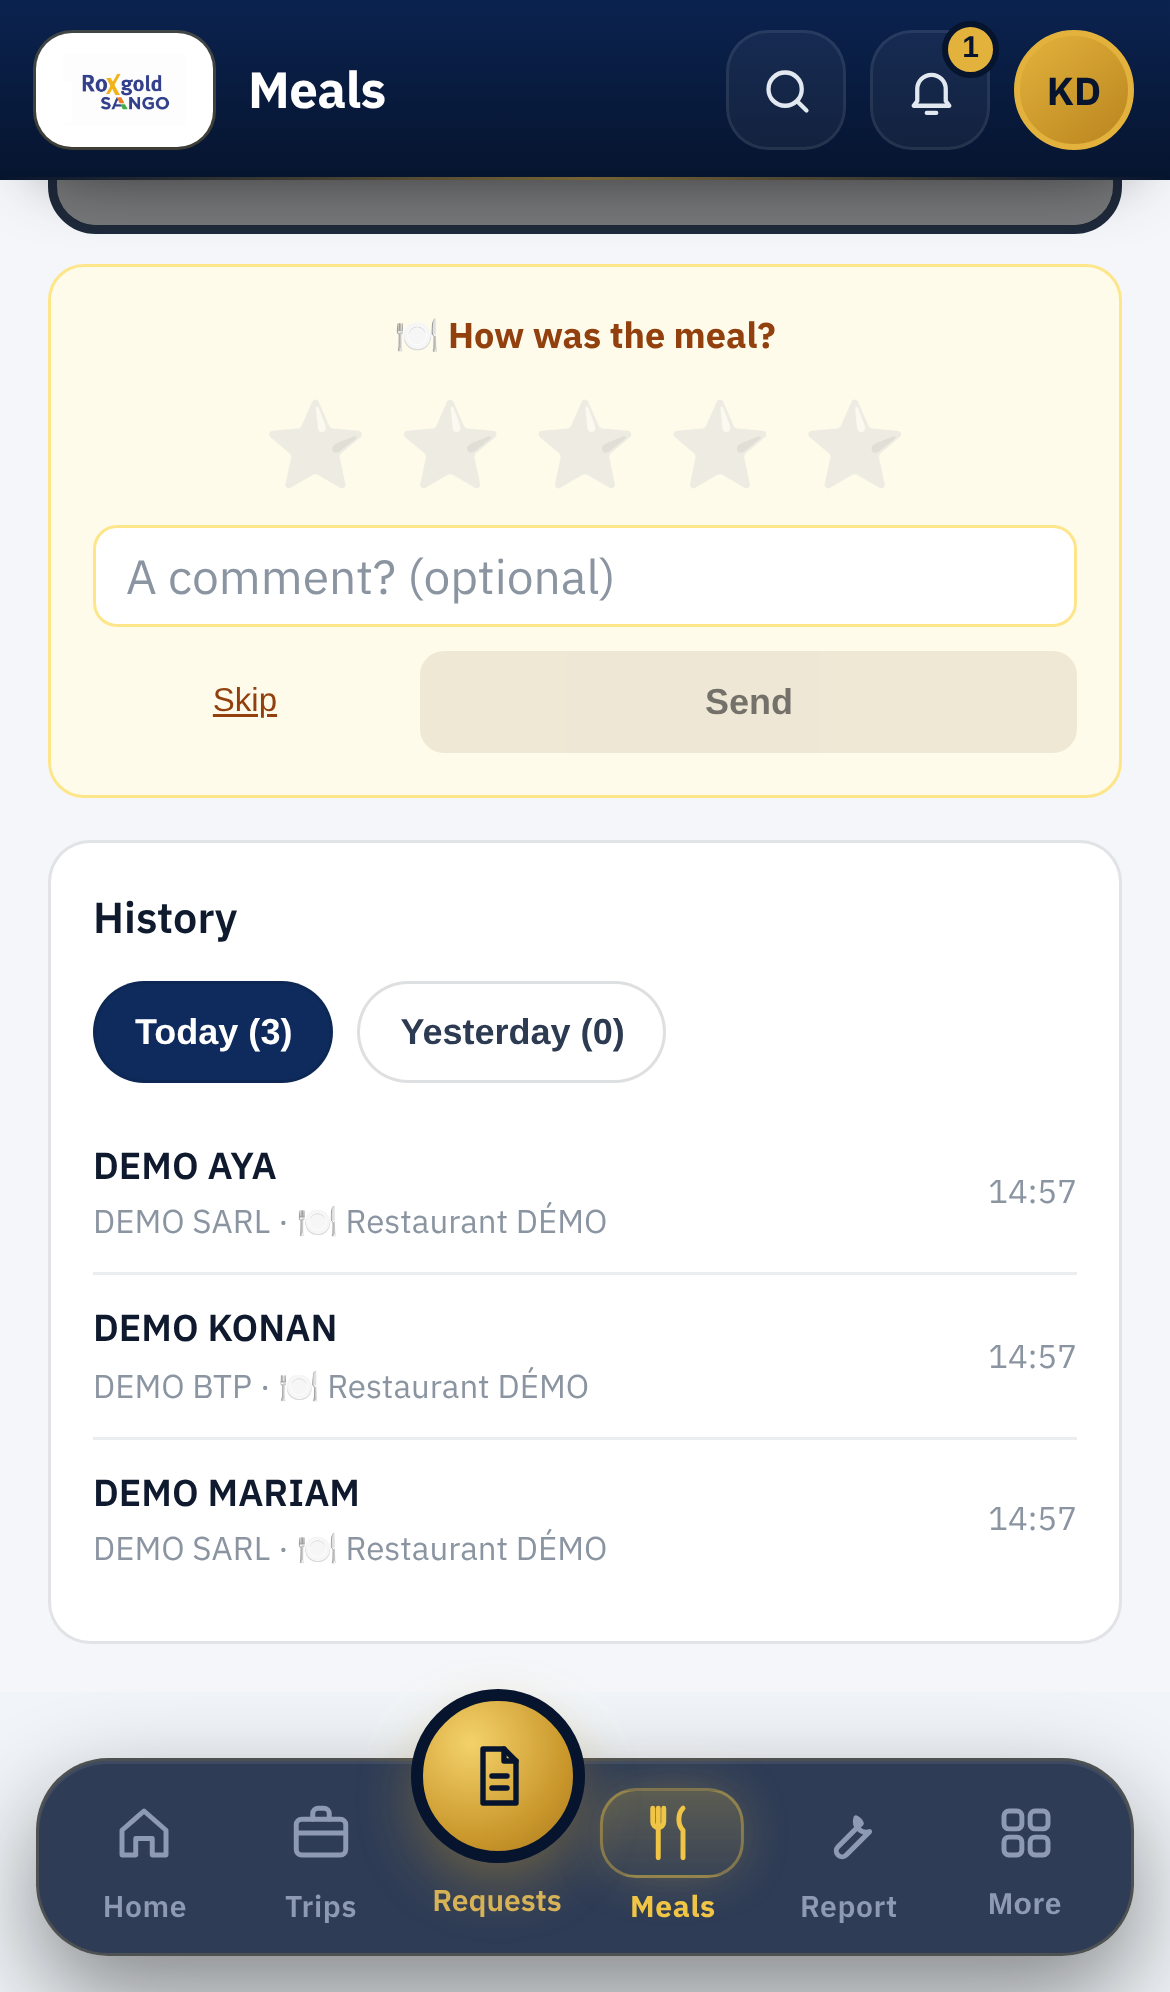 Roxgold
SANGO
Meals
1
KD
How was the meal?
A comment? (optional)
Skip
Send
History
Today (3)
Yesterday (0)
DEMO AYA
DEMO SARL · 🍽️ Restaurant DÉMO
14:57
DEMO KONAN
DEMO BTP · 🍽️ Restaurant DÉMO
14:57
DEMO MARIAM
DEMO SARL · 🍽️ Restaurant DÉMO
14:57
Home
Trips
Requests
Meals
Report
More